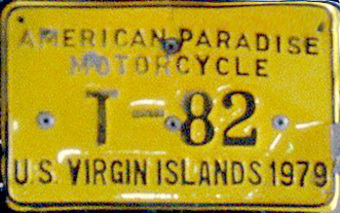 AMERICAN PARADISE
MOTORCYCLE
T-82
U.S. VIRGIN ISLANDS 1979